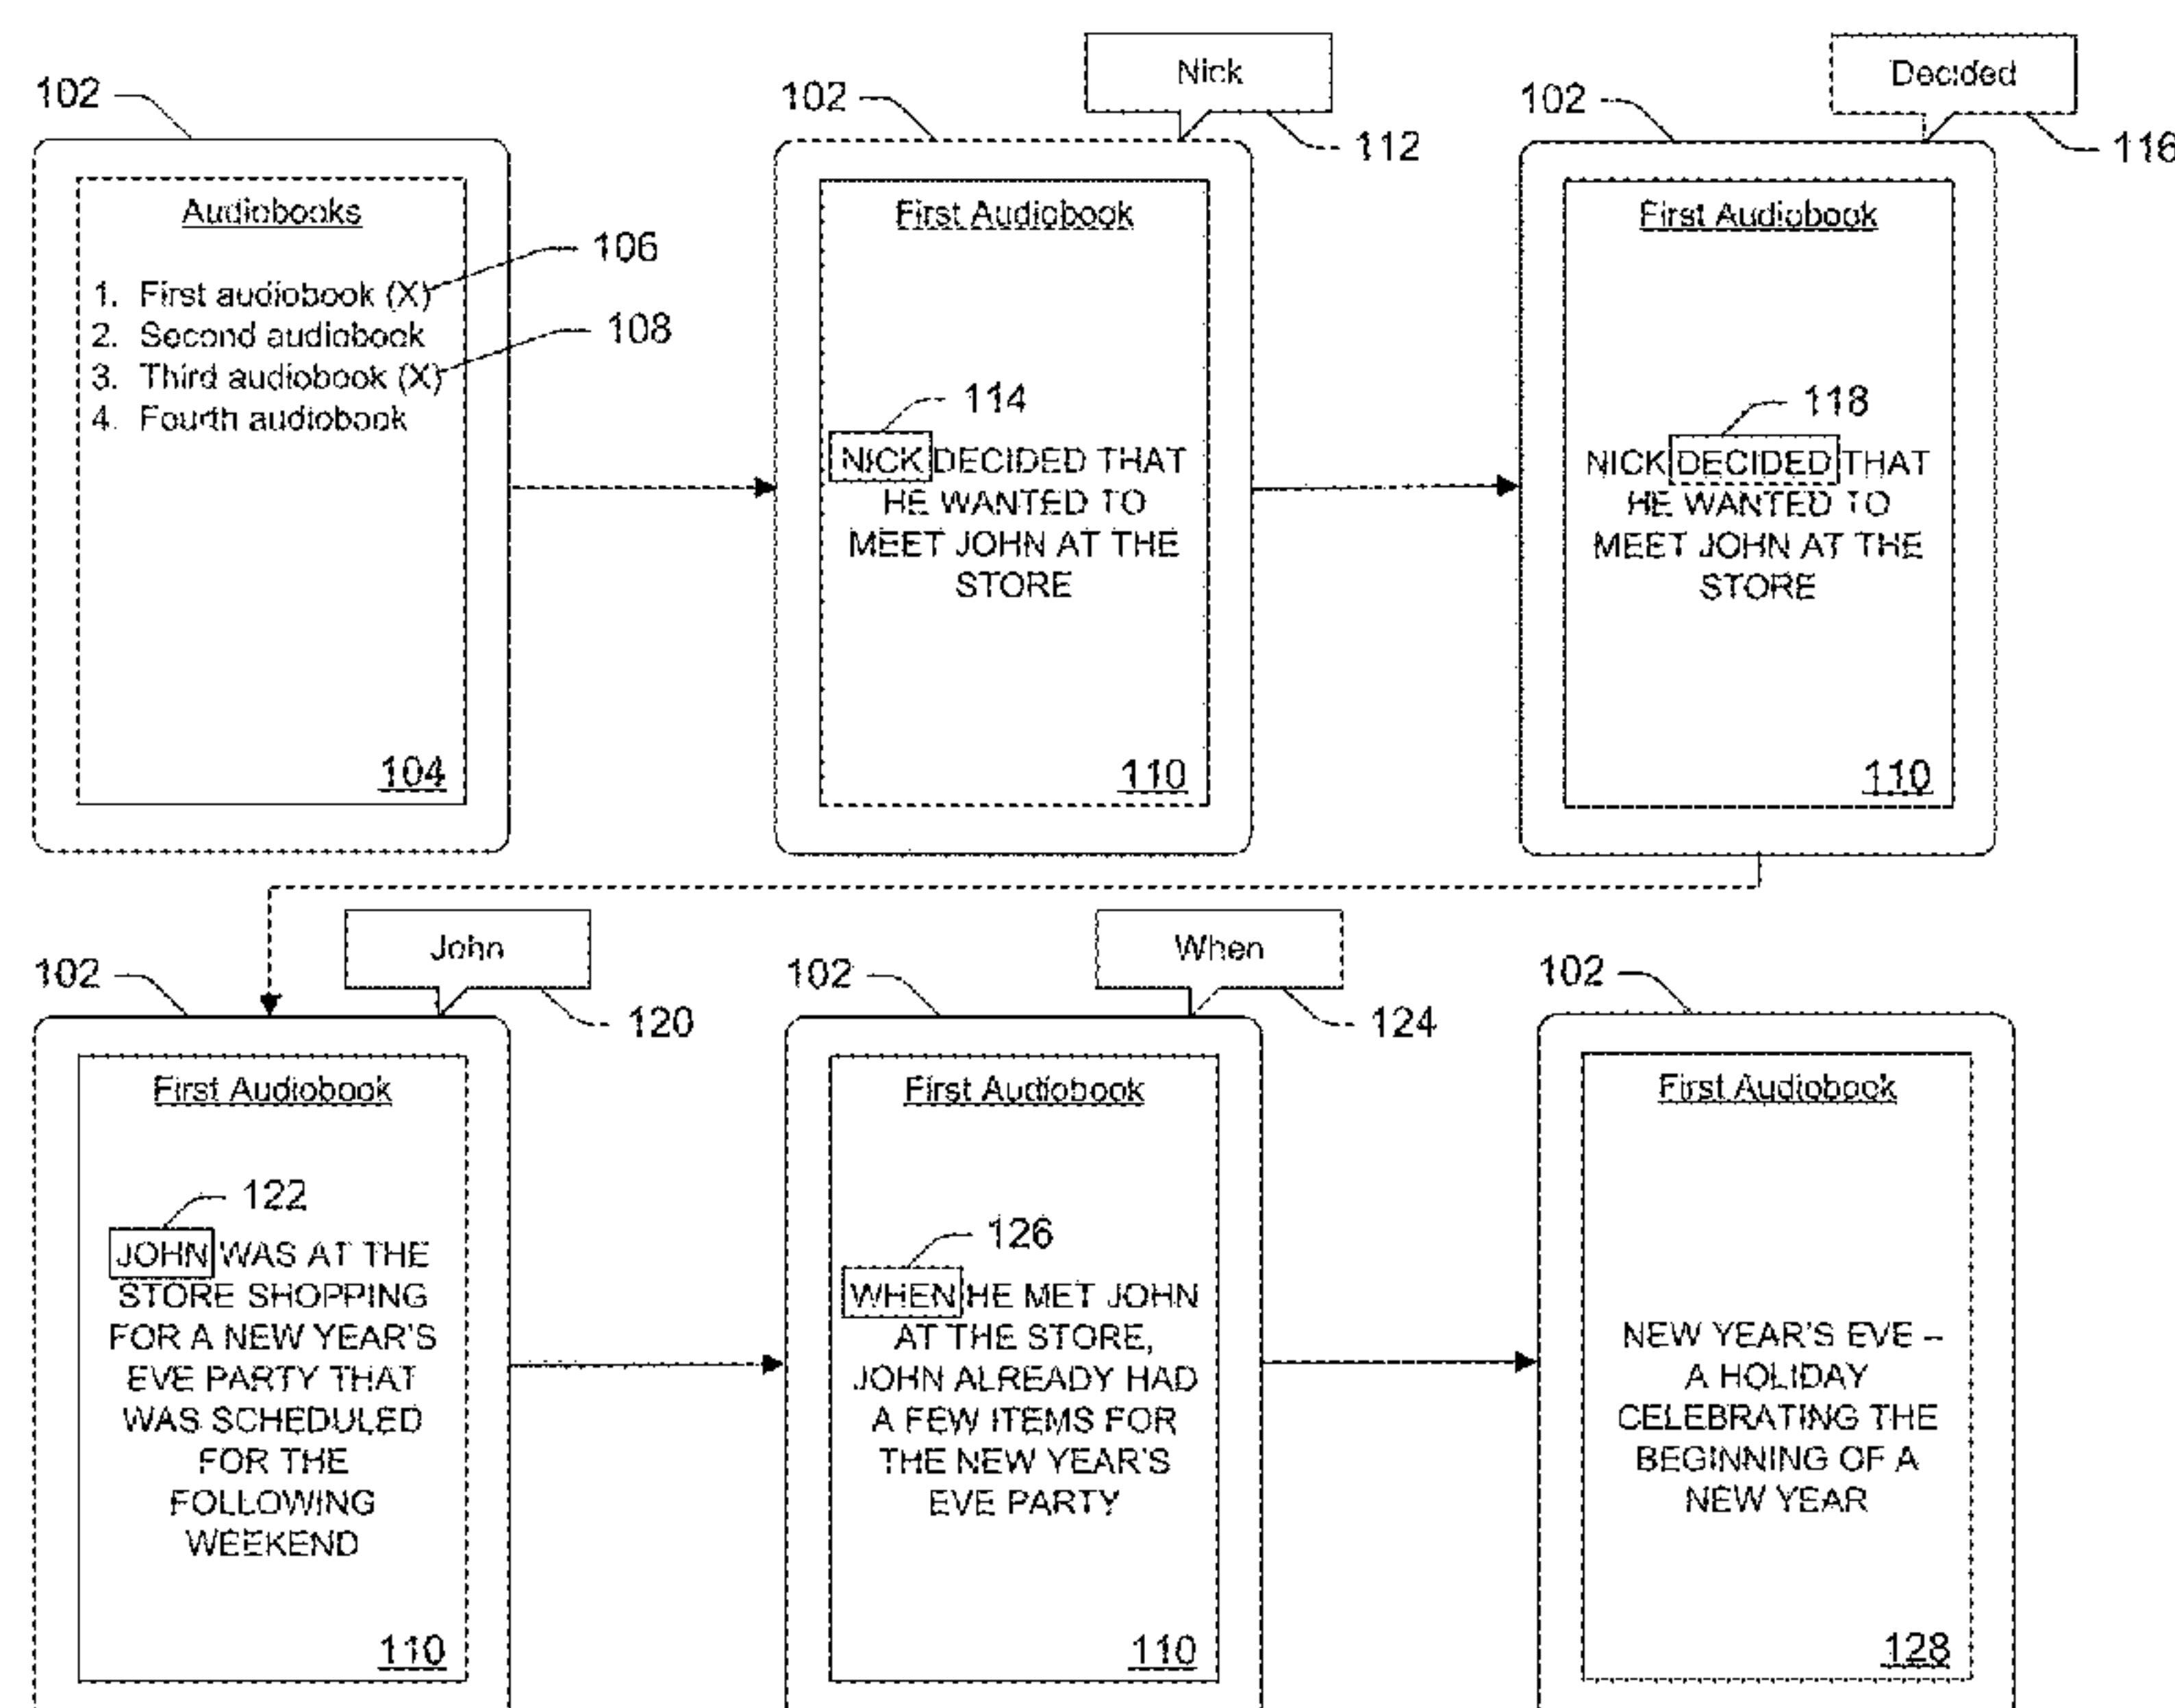 102
Audiobooks
106
1. First audiobook (X)
2. Second audiobook
108
3. Third audiobook (X)
4. Fourth audiobook
104
102
Nick
112
First Audiobook
114
NICK DECIDED THAT
HE WANTED TO
MEET JOHN AT THE
STORE
110
102
Decided
116
First Audiobook
118
NICK DECIDED THAT
HE WANTED TO
MEET JOHN AT THE
STORE
110
102
John
120
First Audiobook
122
JOHN WAS AT THE
STORE SHOPPING
FOR A NEW YEAR'S
EVE PARTY THAT
WAS SCHEDULED
FOR THE
FOLLOWING
WEEKEND
110
102
When
124
First Audiobook
126
WHEN HE MET JOHN
AT THE STORE,
JOHN ALREADY HAD
A FEW ITEMS FOR
THE NEW YEAR'S
EVE PARTY
110
102
First Audiobook
NEW YEAR'S EVE –
A HOLIDAY
CELEBRATING THE
BEGINNING OF A
NEW YEAR
128